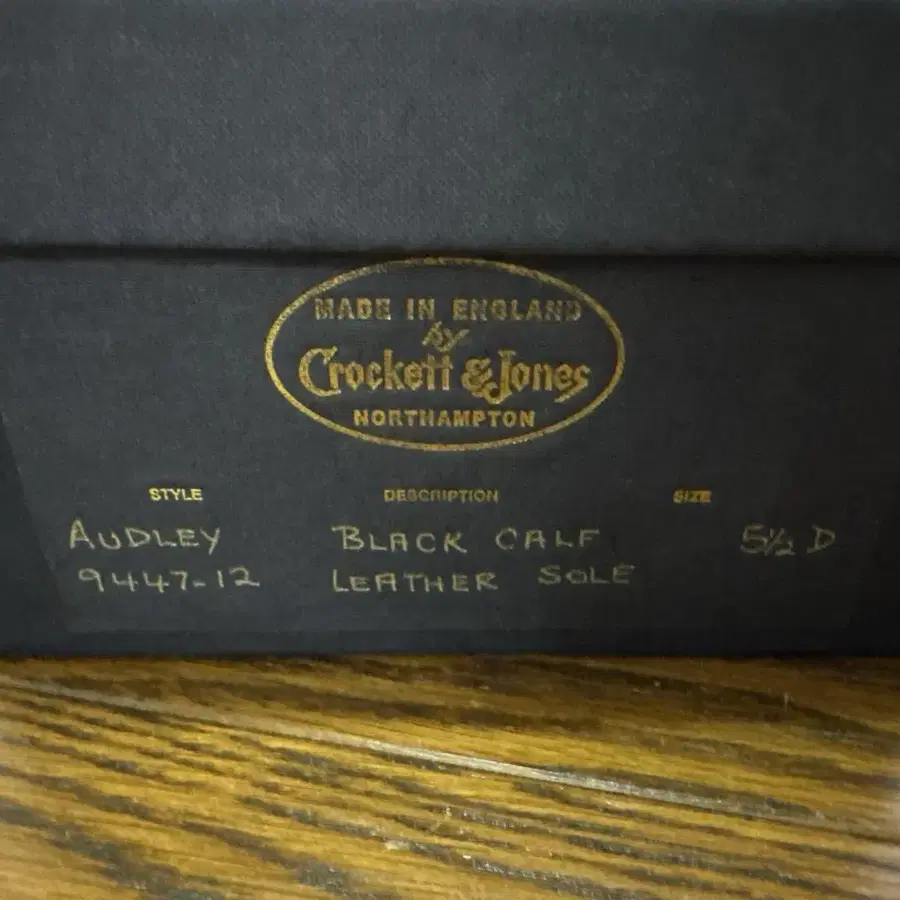 MADE IN ENGLAND
by
Crockett & Jones
NORTHAMPTON
STYLE DESCRIPTION SIZE
AUDLEY BLACK CALF 5½ D
9447-12 LEATHER SOLE